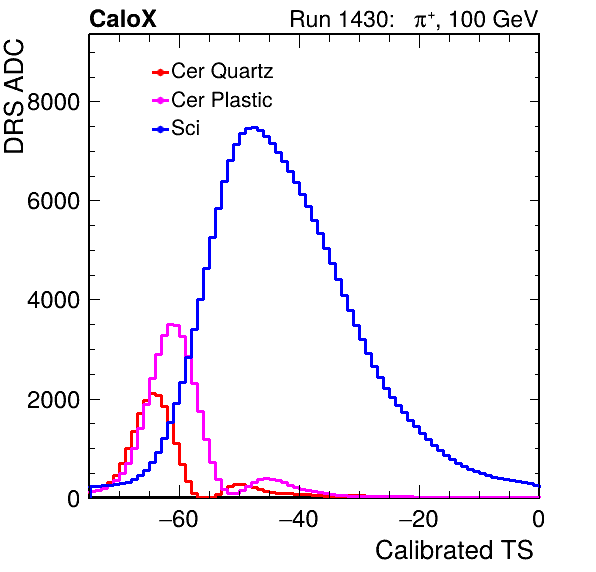 CaloX Run 1430: π⁺, 100 GeV
DRS ADC
Cer Quartz
Cer Plastic
Sci
8000
6000
4000
2000
0
−60 −40 −20 0
Calibrated TS